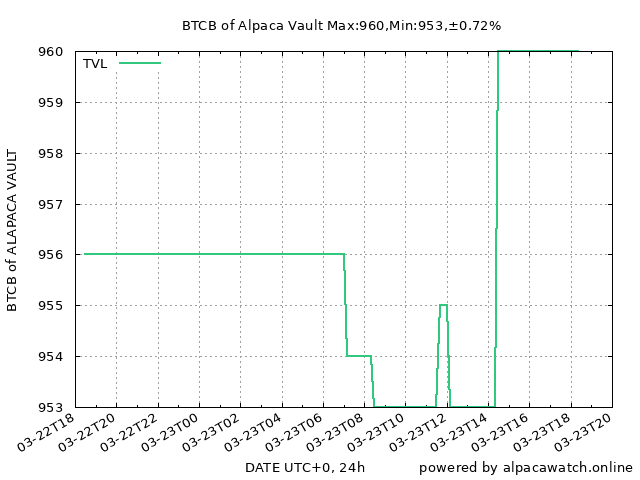 BTCB of Alpaca Vault Max:960,Min:953,±0.72%
TVL
960
959
958
957
956
955
954
953
BTCB of ALAPACA VAULT
03-22T18
03-22T20
03-22T22
03-23T00
03-23T02
03-23T04
03-23T06
03-23T08
03-23T10
03-23T12
03-23T14
03-23T16
03-23T18
03-23T20
DATE UTC+0, 24h
powered by alpacawatch.online